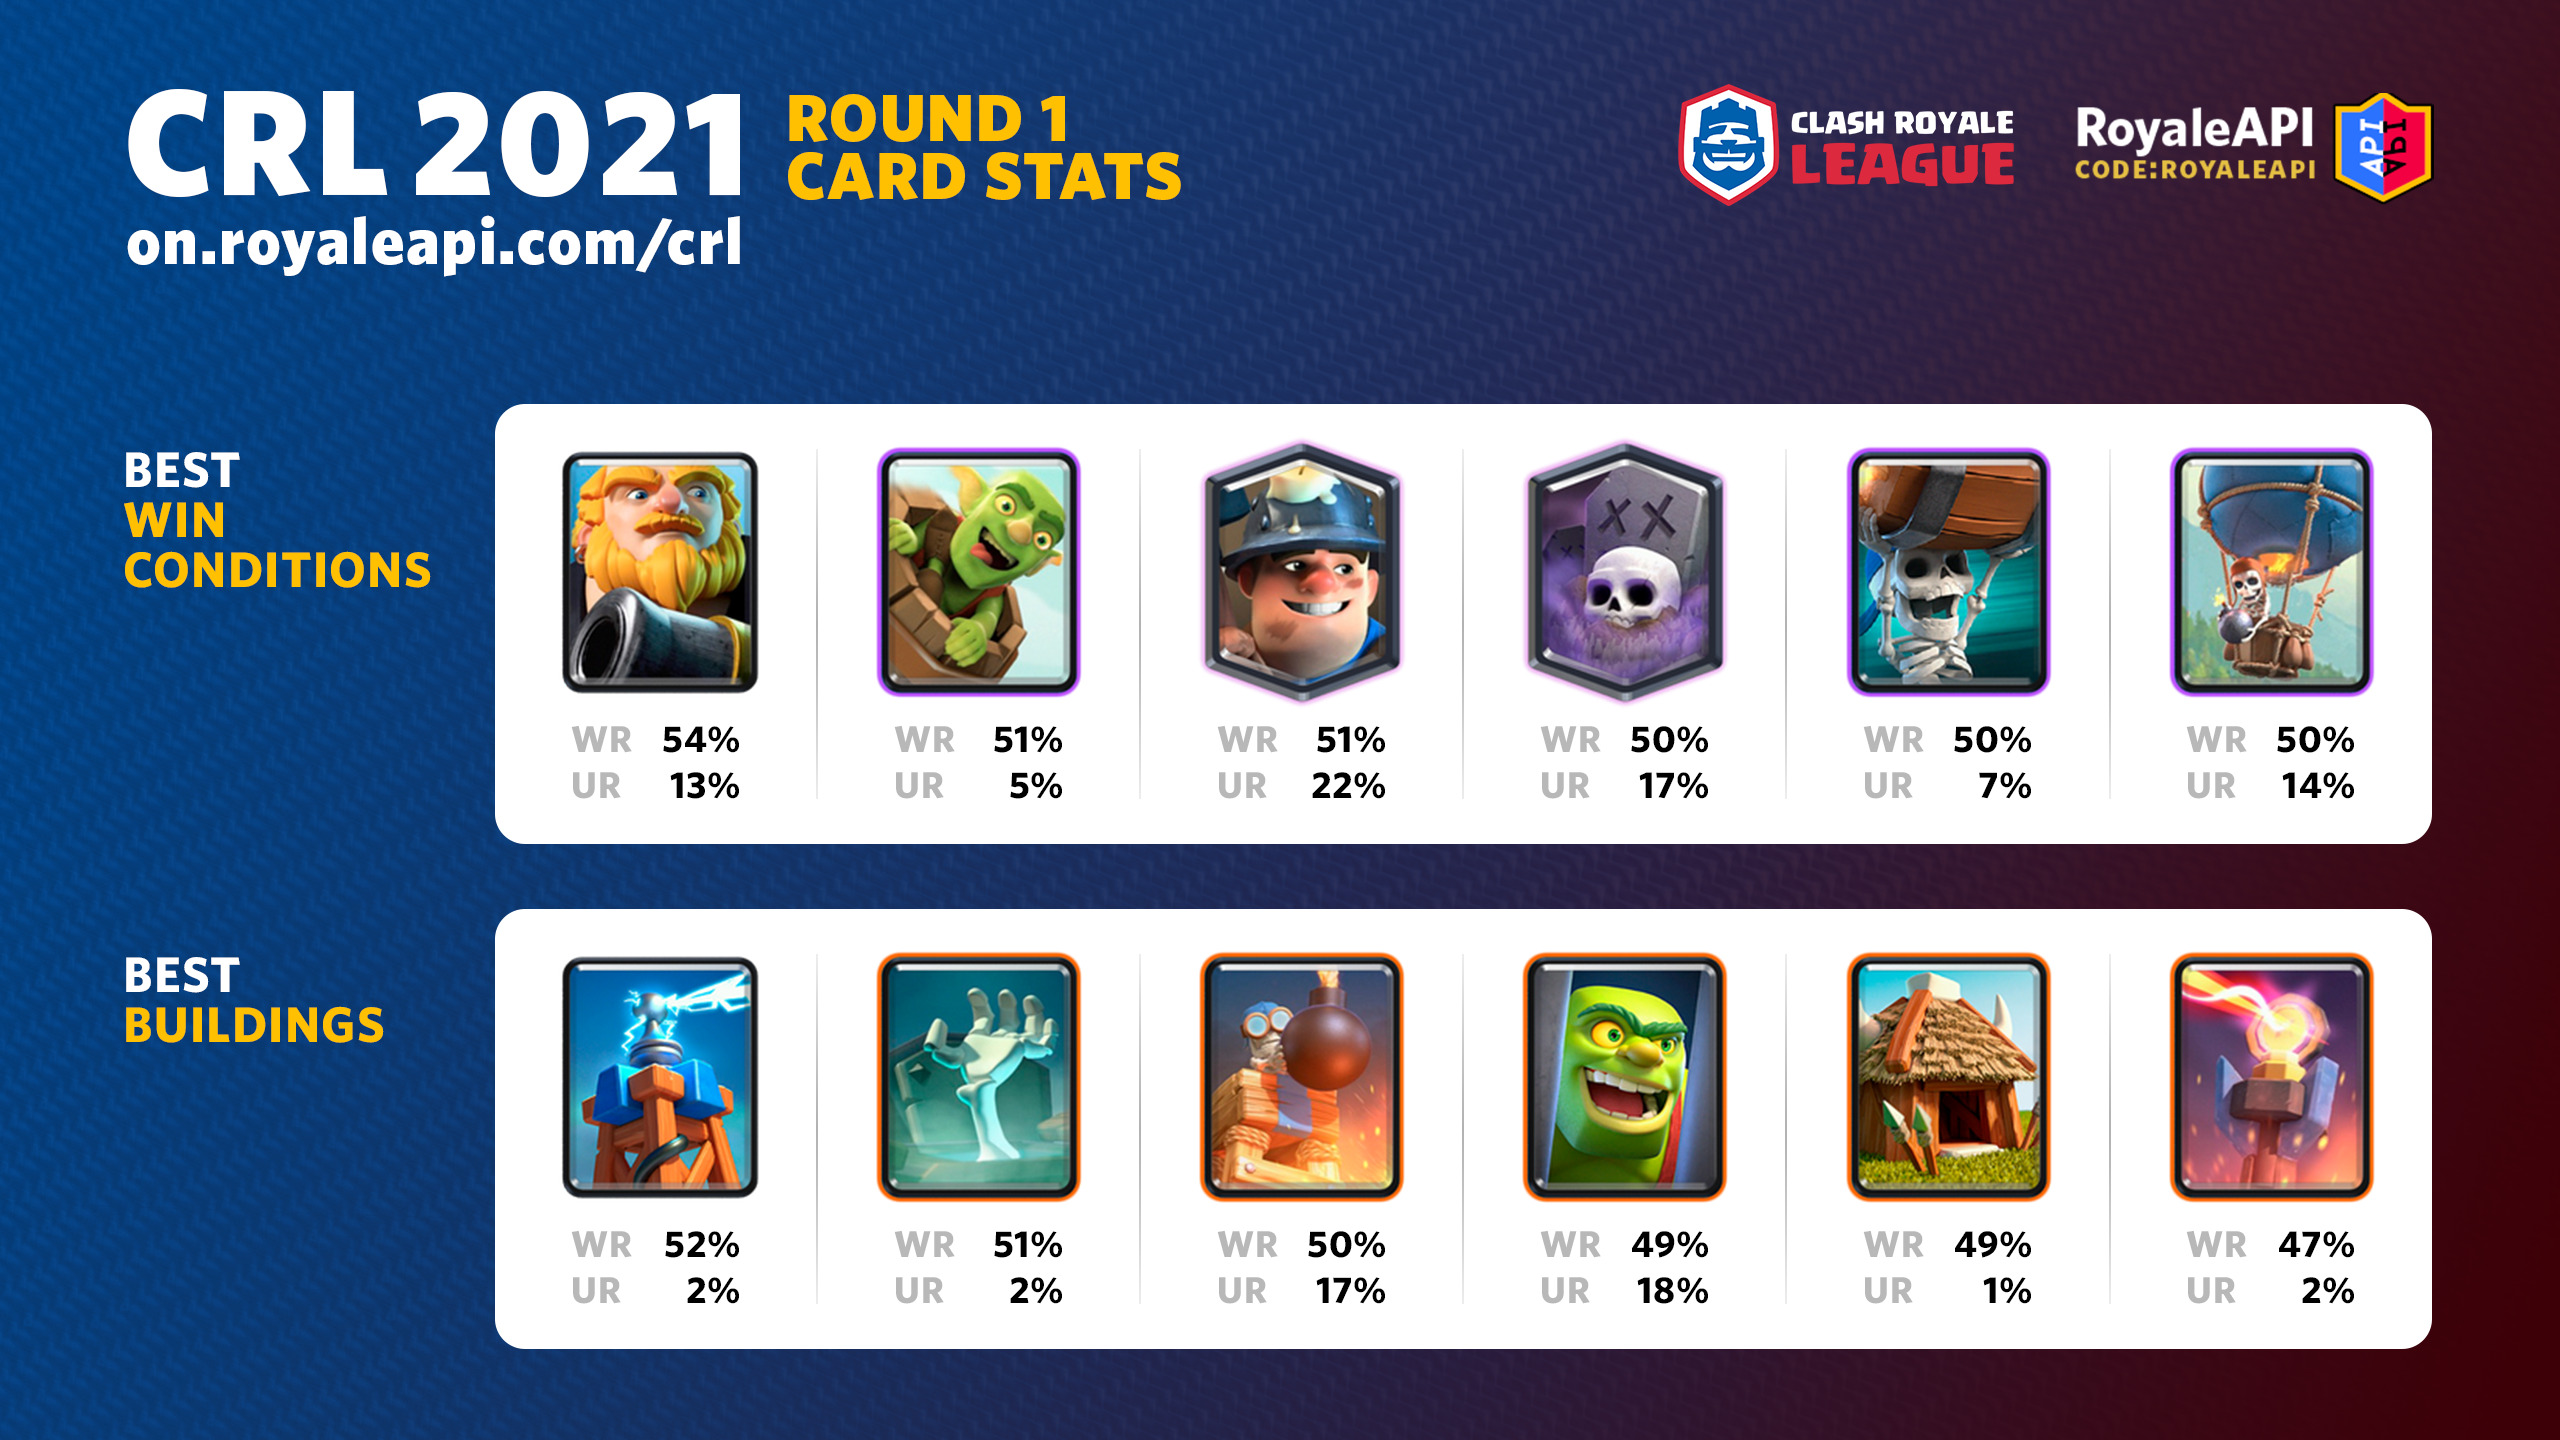 CRL 2021
on.royaleapi.com/crl
ROUND 1
CARD STATS
CLASH ROYALE
LEAGUE
RoyaleAPI
CODE:ROYALEAPI
API
API
BEST
WIN
CONDITIONS
WR 54%
UR 13%
WR 51%
UR 5%
WR 51%
UR 22%
WR 50%
UR 17%
WR 50%
UR 7%
WR 50%
UR 14%
BEST
BUILDINGS
WR 52%
UR 2%
WR 51%
UR 2%
WR 50%
UR 17%
WR 49%
UR 18%
WR 49%
UR 1%
WR 47%
UR 2%